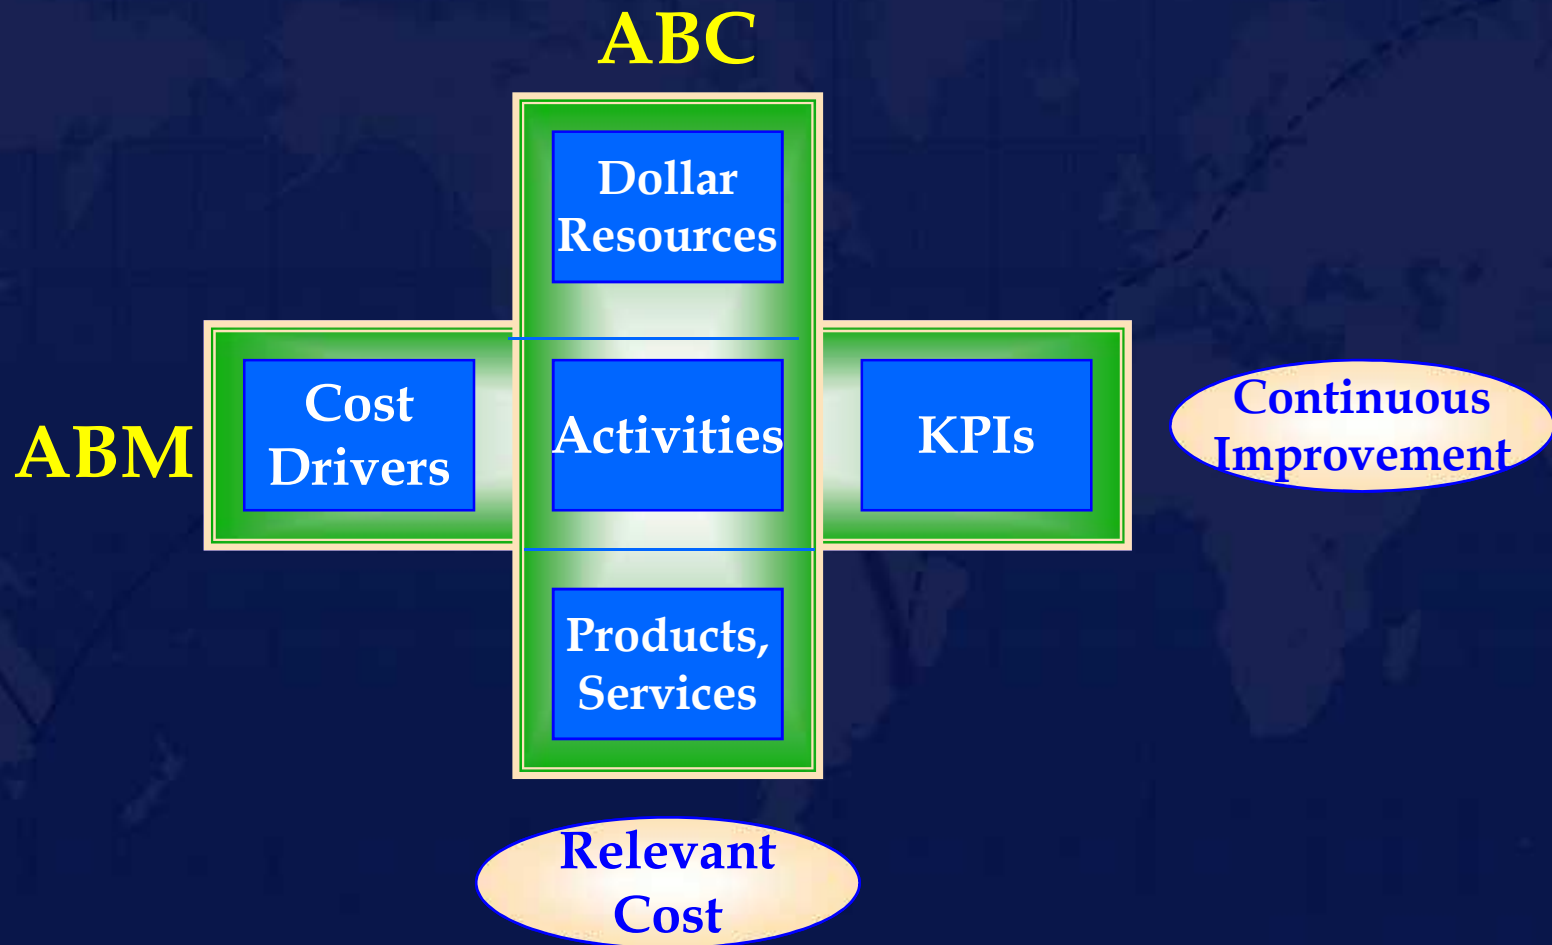 ABC
Dollar
Resources
ABM
Cost
Drivers
Activities
KPIs
Continuous
Improvement
Products,
Services
Relevant
Cost